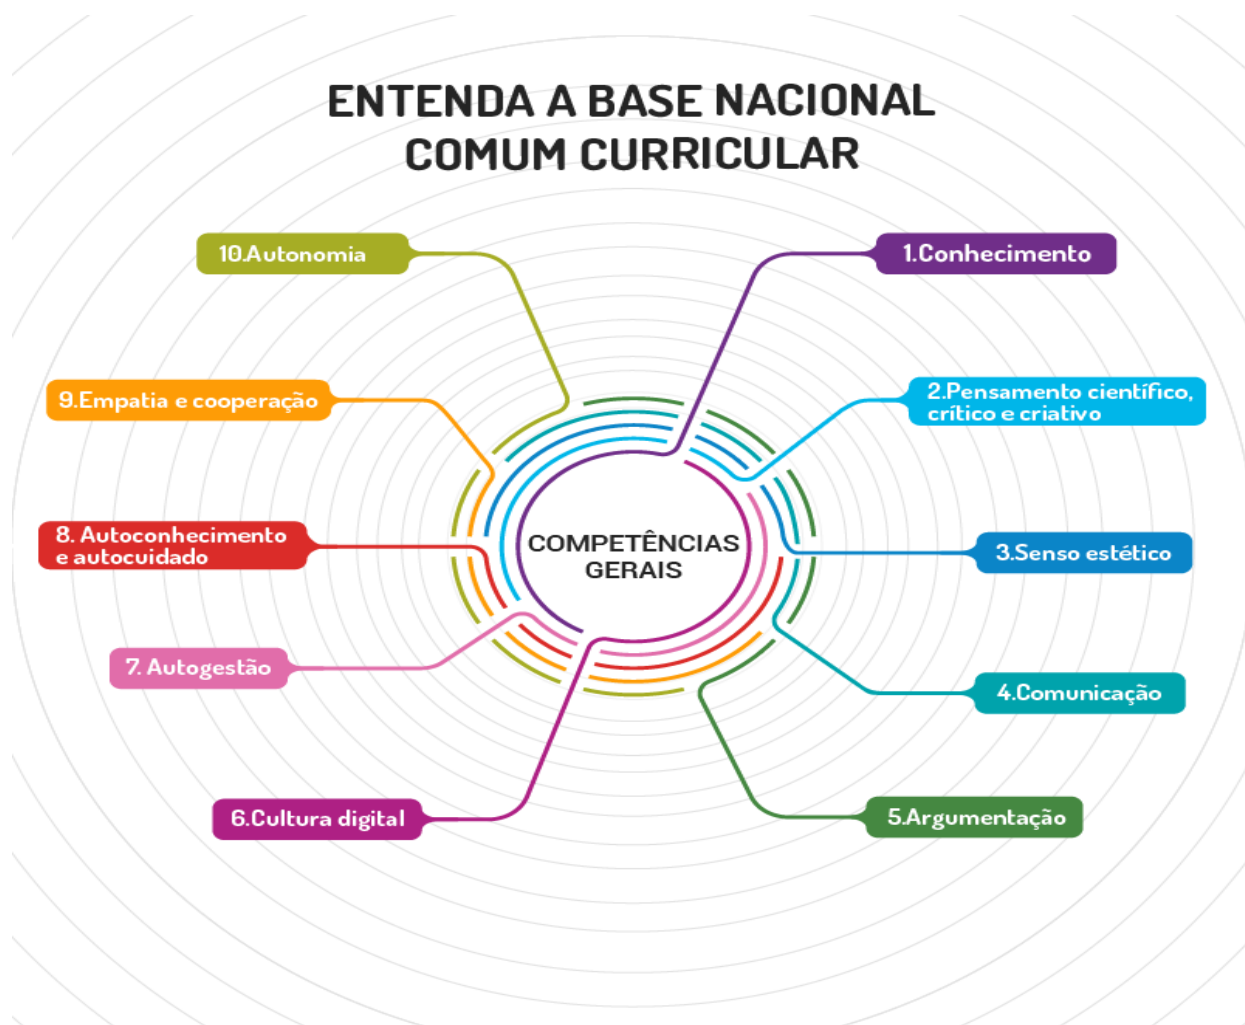 ENTENDA A BASE NACIONAL
COMUM CURRICULAR
1.Conhecimento
2.Pensamento científico,
crítico e criativo
3.Senso estético
4.Comunicação
5.Argumentação
6.Cultura digital
7. Autogestão
8. Autoconhecimento
e autocuidado
9.Empatia e cooperação
10.Autonomia
COMPETÊNCIAS
GERAIS